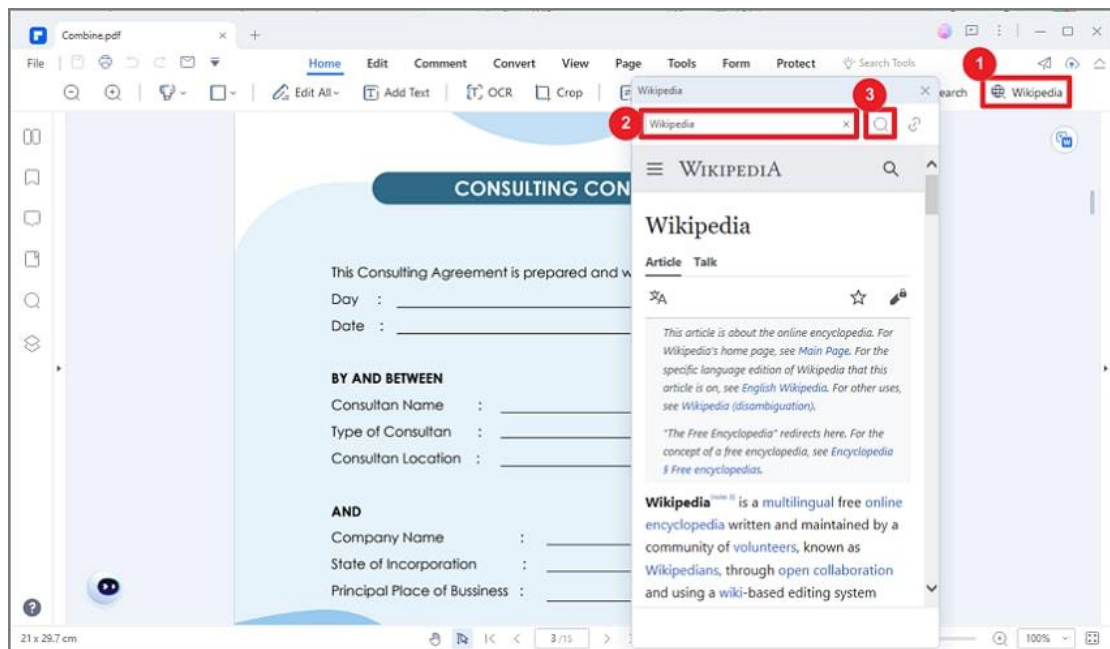 Combine.pdf
File
Home Edit Comment Convert View Page Tools Form Protect Search Tools
1
Edit All Add Text OCR Crop
earch Wikipedia
Wikipedia
3
2
Wikipedia
WIKIPEDIA
CONSULTING CON
Wikipedia
Article Talk
This Consulting Agreement is prepared and w
Day :
Date :
BY AND BETWEEN
Consultan Name :
Type of Consultan :
Consultan Location :
AND
Company Name :
State of Incorporation :
Principal Place of Bussiness :
This article is about the online encyclopedia. For
Wikipedia's home page, see Main Page. For the
specific language edition of Wikipedia that this
article is on, see English Wikipedia. For other uses,
see Wikipedia (disambiguation).
"The Free Encyclopedia" redirects here. For the
concept of a free encyclopedia, see Encyclopedia
§ Free encyclopedias.
Wikipedia is a multilingual free online
encyclopedia written and maintained by a
community of volunteers, known as
Wikipedians, through open collaboration
and using a wiki-based editing system
21 x 29.7 cm
3 /15
100%